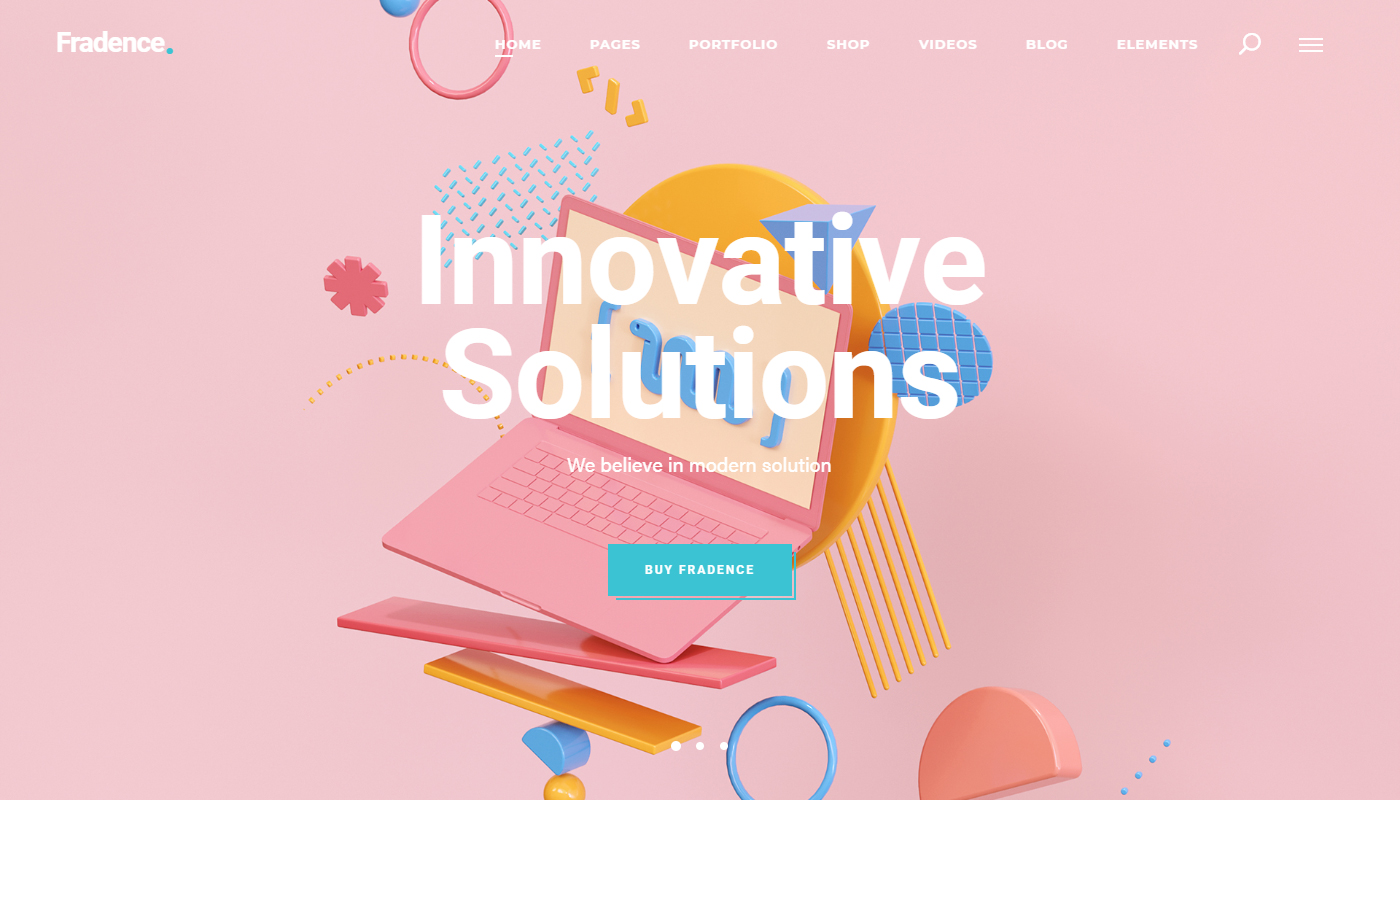 Fradence.
HOME PAGES PORTFOLIO SHOP VIDEOS BLOG ELEMENTS
Innovative
Solutions
We believe in modern solution
BUY FRADENCE